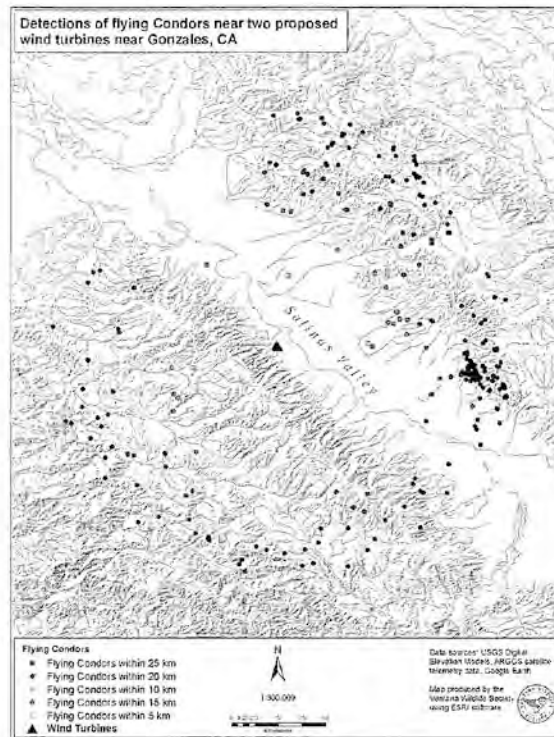 Detections of flying Condors near two proposed
wind turbines near Gonzales, CA
Salinas Valley
Flying Condors
Flying Condors within 25 km
Flying Condors within 20 km
Flying Condors within 10 km
Flying Condors within 15 km
Flying Condors within 5 km
Wind Turbines
N
Data sources: USGS Digital
Elevation Models, ARGOS satellite
telemetry data, Google Earth
Map produced by the
Ventana Wildlife Society
using ESRI software